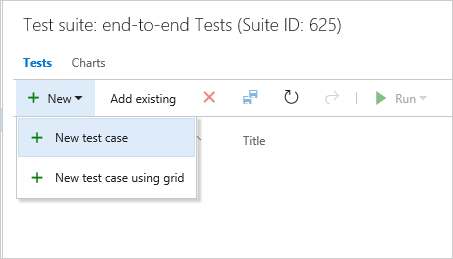 Test suite: end-to-end Tests (Suite ID: 625)
Tests Charts
New Add existing Run
New test case
Title
New test case using grid